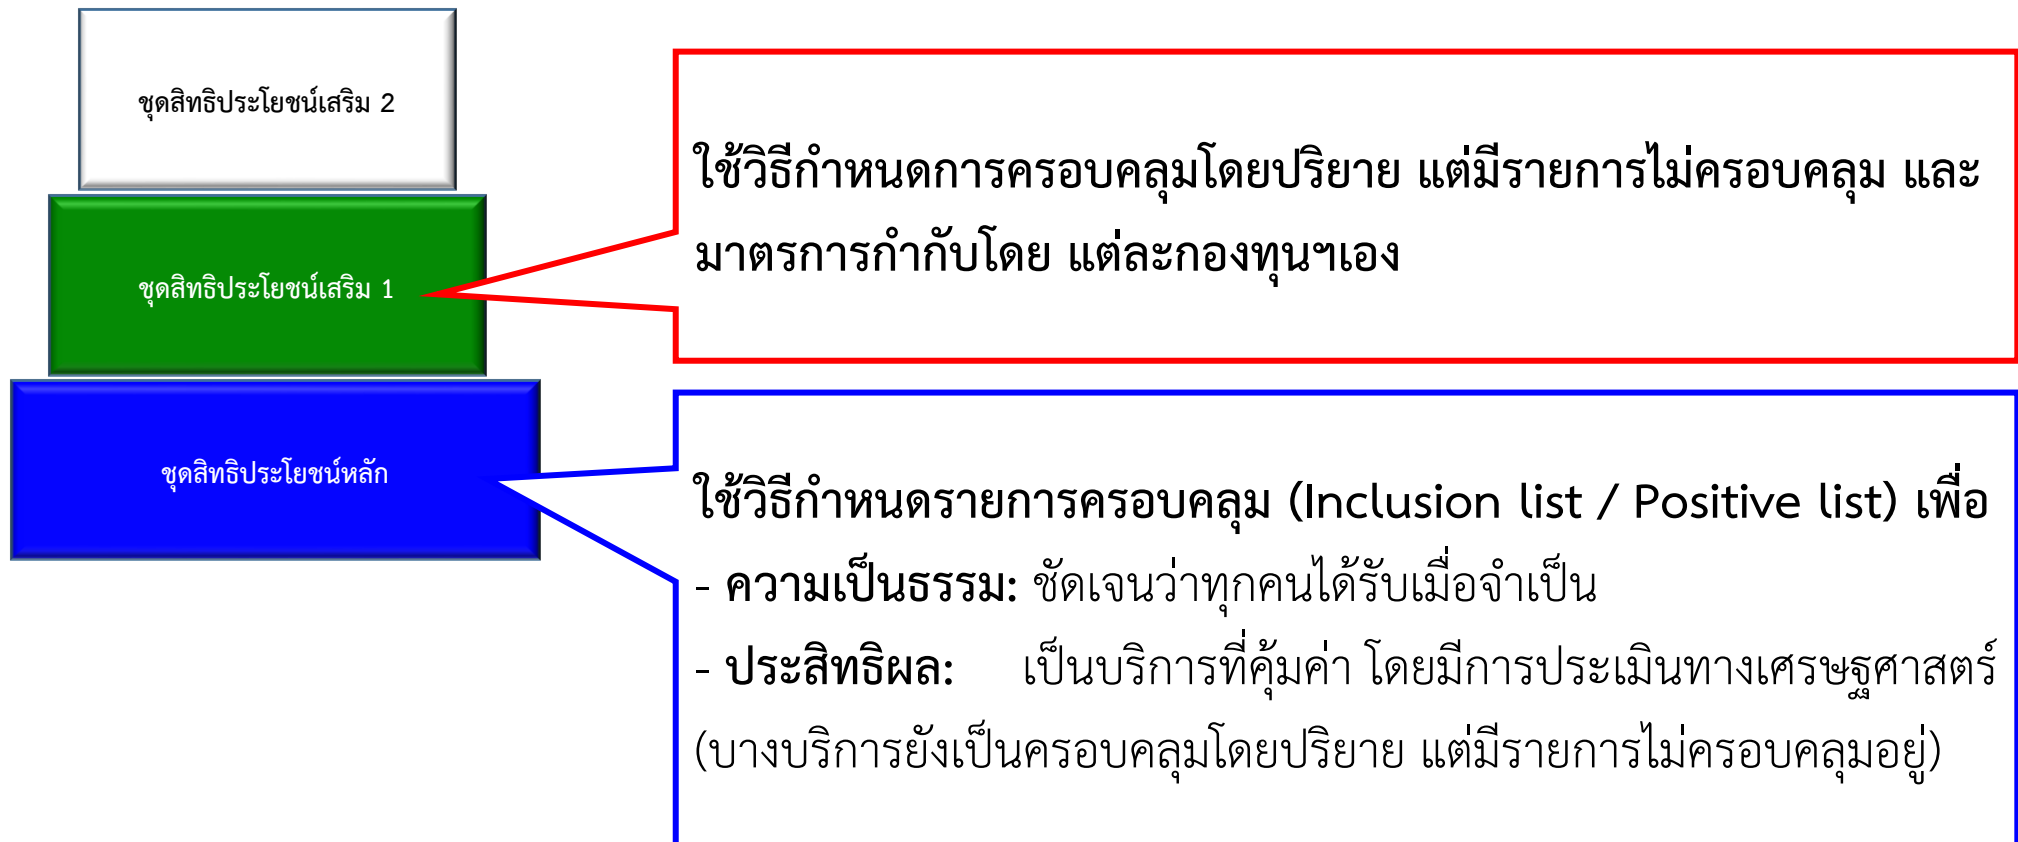 ชุดสิทธิประโยชน์เสริม 2
ชุดสิทธิประโยชน์เสริม 1
ชุดสิทธิประโยชน์หลัก
ใช้วิธีกำหนดการครอบคลุมโดยปริยาย แต่มีรายการไม่ครอบคลุม และ
มาตรการกำกับโดย แต่ละกองทุนฯเอง
ใช้วิธีกำหนดรายการครอบคลุม (Inclusion list / Positive list) เพื่อ
- ความเป็นธรรม: ชัดเจนว่าทุกคนได้รับเมื่อจำเป็น
- ประสิทธิผล: เป็นบริการที่คุ้มค่า โดยมีการประเมินทางเศรษฐศาสตร์
(บางบริการยังเป็นครอบคลุมโดยปริยาย แต่มีรายการไม่ครอบคลุมอยู่)